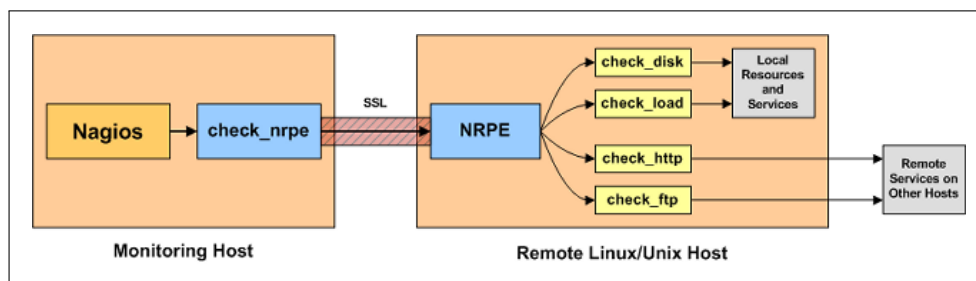 Nagios
check_nrpe
SSL
NRPE
check_disk
check_load
check_http
check_ftp
Local
Resources
and
Services
Remote
Services on
Other Hosts
Monitoring Host
Remote Linux/Unix Host